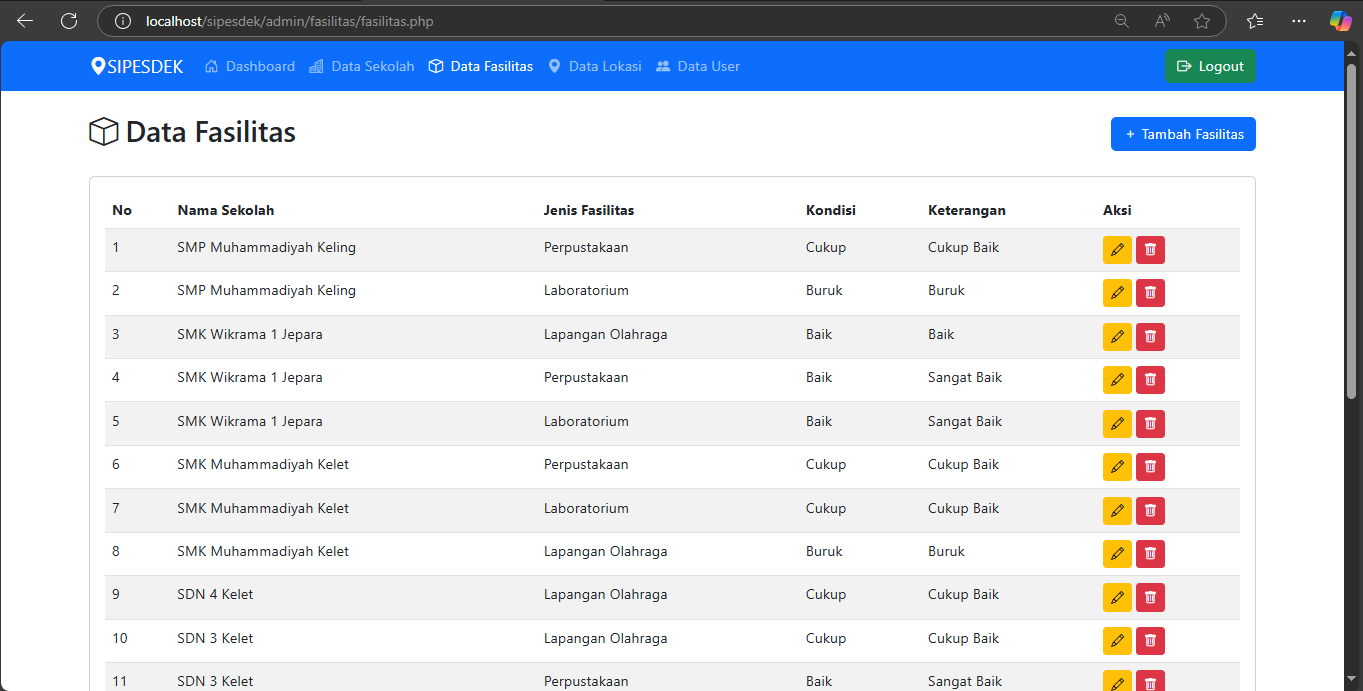 localhost/sipesdek/admin/fasilitas/fasilitas.php
SIPESDEK Dashboard Data Sekolah Data Fasilitas Data Lokasi Data User Logout
Data Fasilitas + Tambah Fasilitas
No Nama Sekolah Jenis Fasilitas Kondisi Keterangan Aksi
1 SMP Muhammadiyah Keling Perpustakaan Cukup Cukup Baik
2 SMP Muhammadiyah Keling Laboratorium Buruk Buruk
3 SMK Wikrama 1 Jepara Lapangan Olahraga Baik Baik
4 SMK Wikrama 1 Jepara Perpustakaan Baik Sangat Baik
5 SMK Wikrama 1 Jepara Laboratorium Baik Sangat Baik
6 SMK Muhammadiyah Kelet Perpustakaan Cukup Cukup Baik
7 SMK Muhammadiyah Kelet Laboratorium Cukup Cukup Baik
8 SMK Muhammadiyah Kelet Lapangan Olahraga Buruk Buruk
9 SDN 4 Kelet Lapangan Olahraga Cukup Cukup Baik
10 SDN 3 Kelet Lapangan Olahraga Cukup Cukup Baik
11 SDN 3 Kelet Perpustakaan Baik Sangat Baik